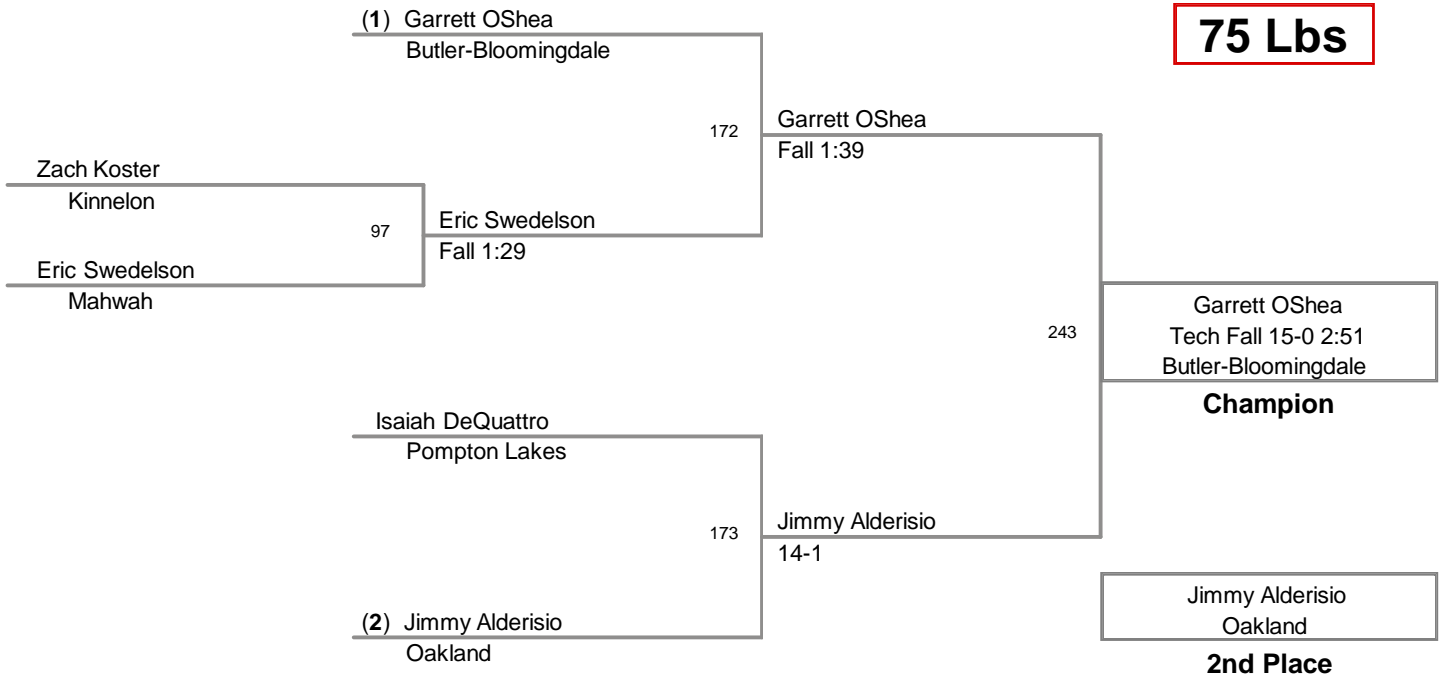 75 Lbs
(1) Garrett OShea
Butler-Bloomingdale
172
Garrett OShea
Fall 1:39
Zach Koster
Kinnelon
97
Eric Swedelson
Fall 1:29
Eric Swedelson
Mahwah
243
Garrett OShea
Tech Fall 15-0 2:51
Butler-Bloomingdale
Champion
Isaiah DeQuattro
Pompton Lakes
173
Jimmy Alderisio
14-1
(2) Jimmy Alderisio
Oakland
Jimmy Alderisio
Oakland
2nd Place